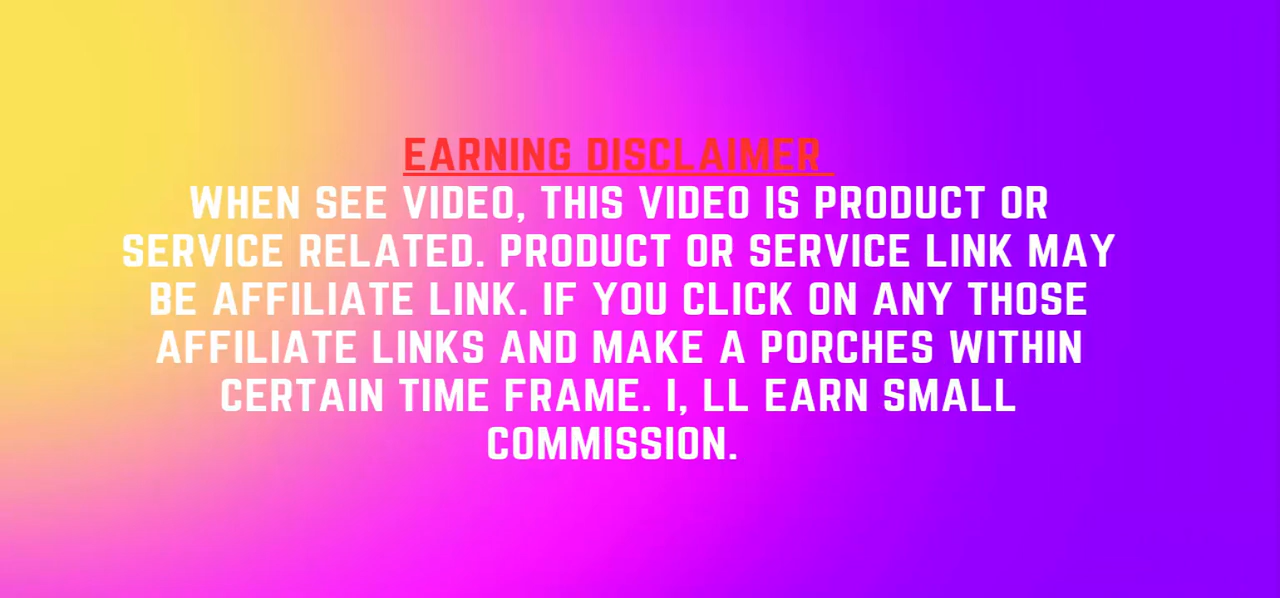 EARNING DISCLAIMER
WHEN SEE VIDEO, THIS VIDEO IS PRODUCT OR
SERVICE RELATED. PRODUCT OR SERVICE LINK MAY
BE AFFILIATE LINK. IF YOU CLICK ON ANY THOSE
AFFILIATE LINKS AND MAKE A PORCHES WITHIN
CERTAIN TIME FRAME. I, LL EARN SMALL
COMMISSION.